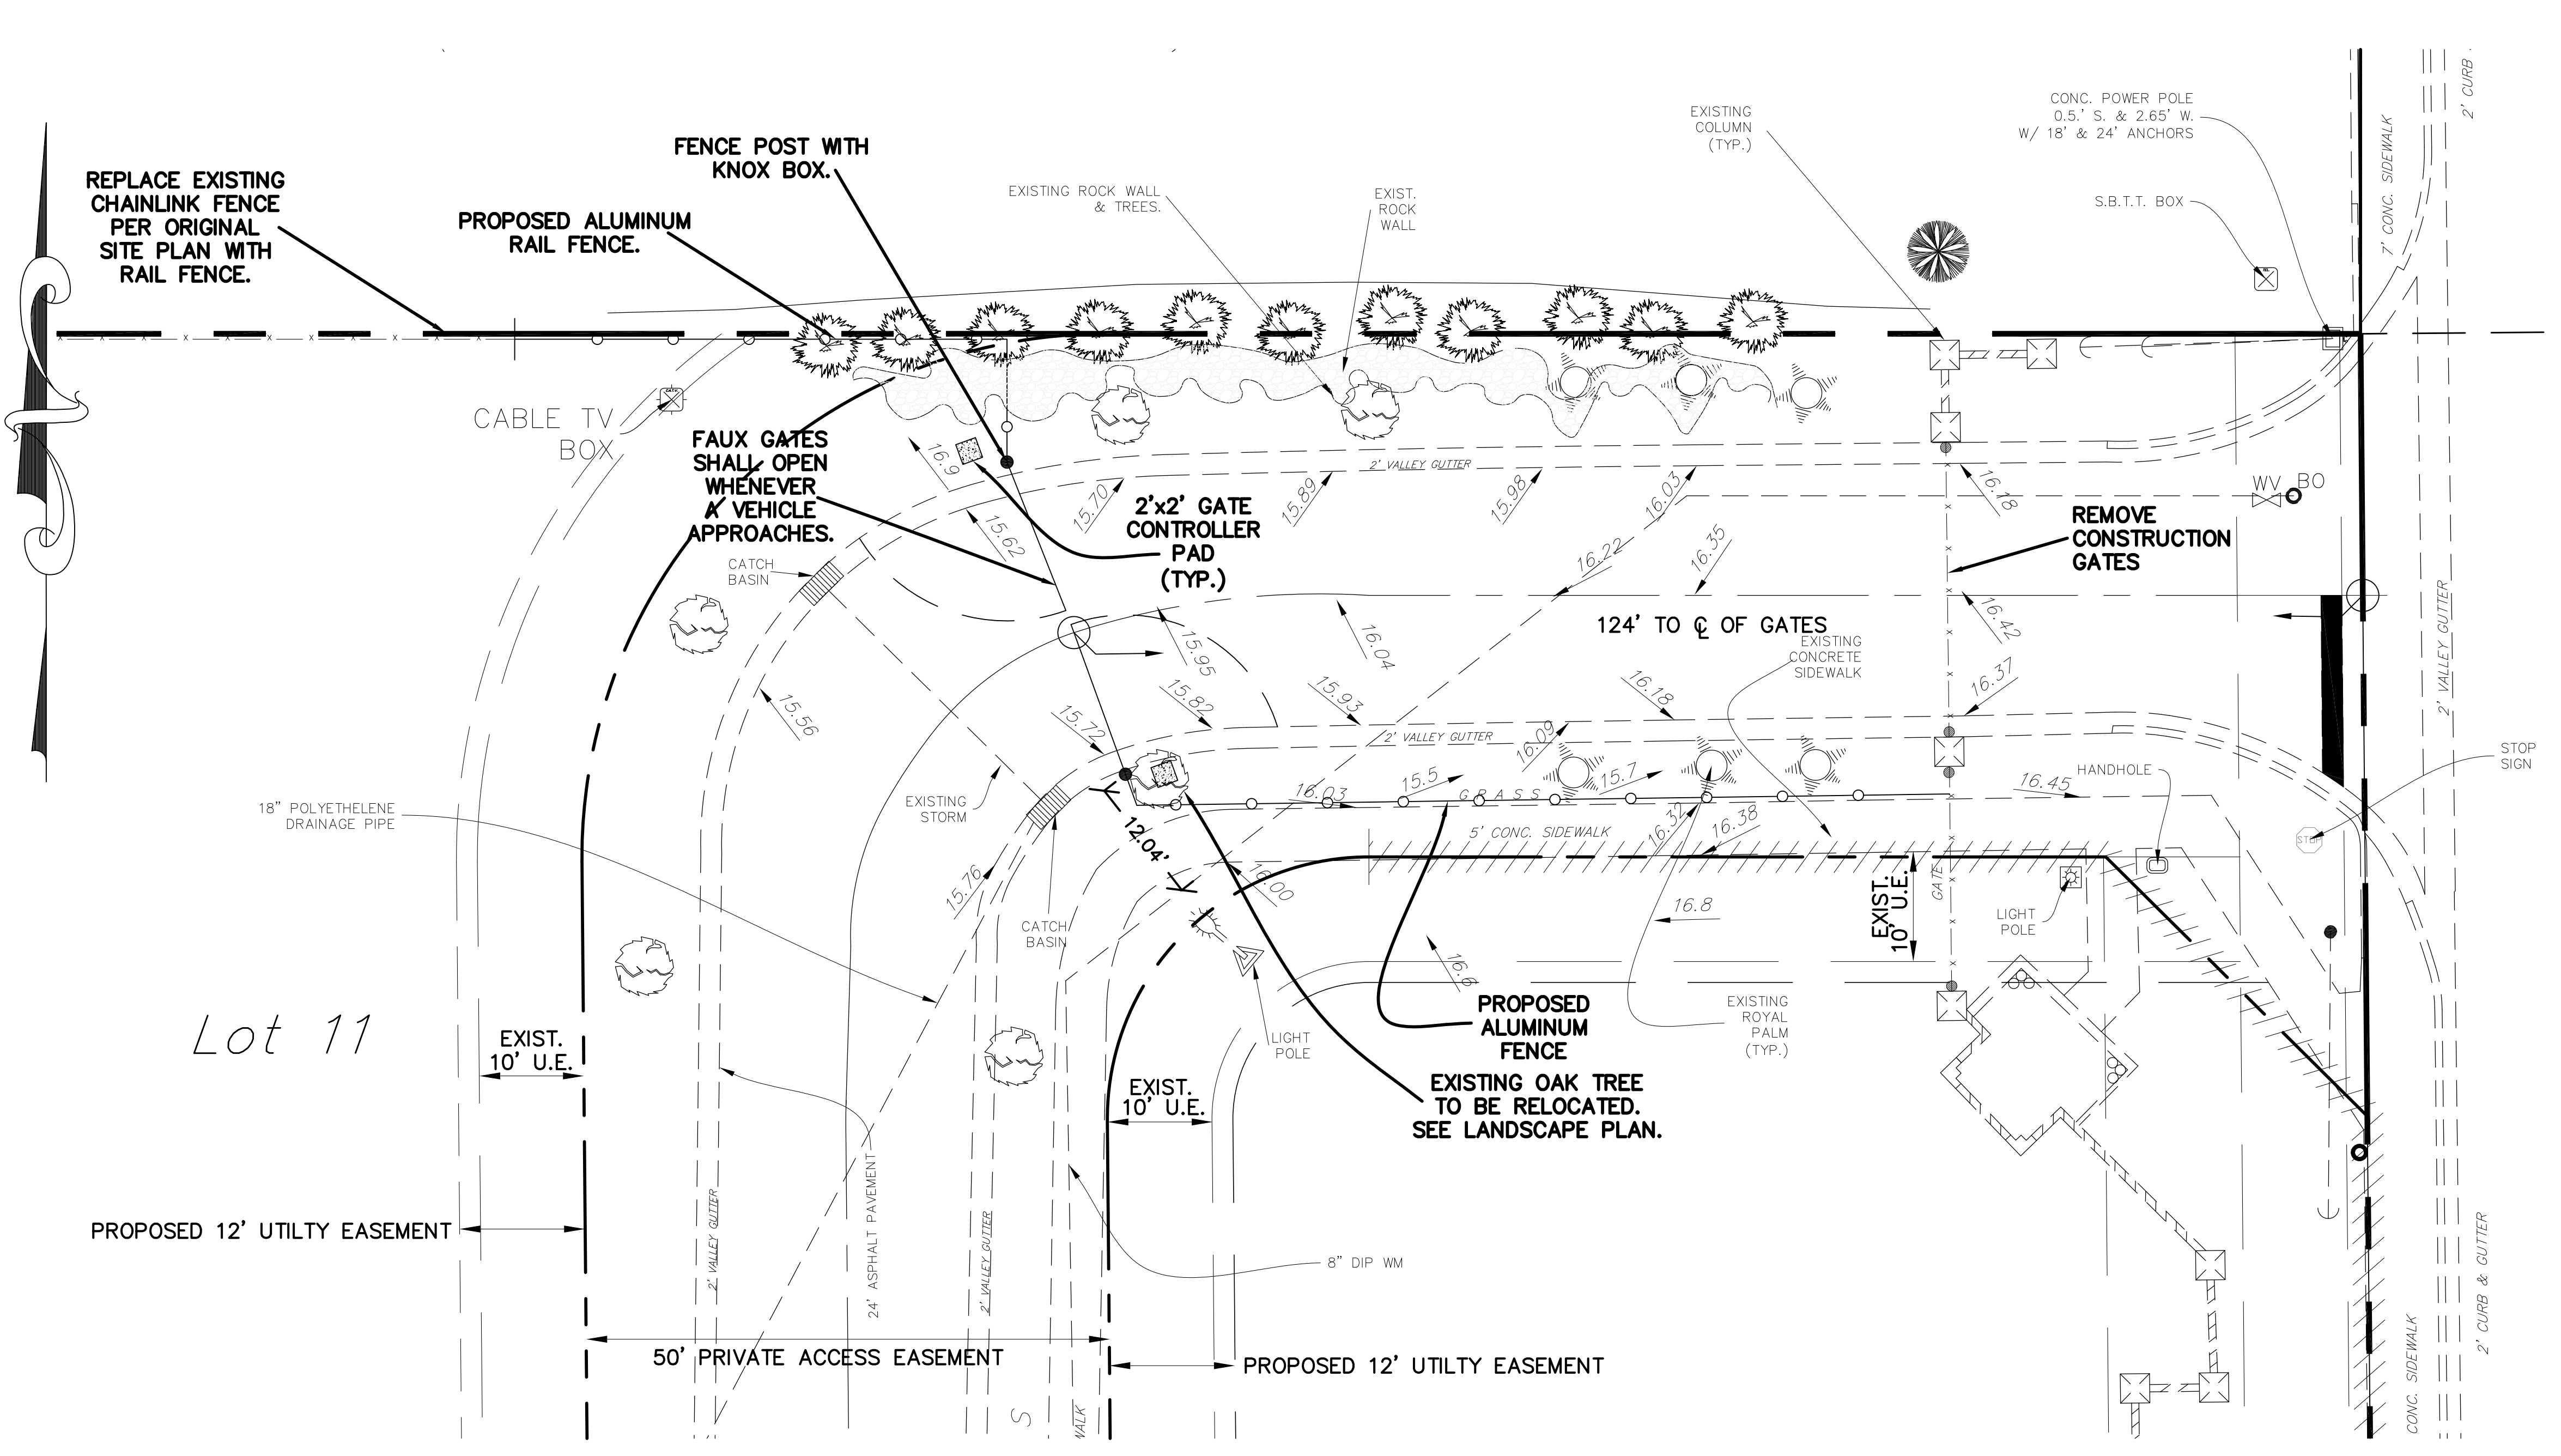 CONC. POWER POLE
0.5.' S. & 2.65' W.
W/ 18' & 24' ANCHORS
2' CURB
7' CONC. SIDEWALK
EXISTING
COLUMN
(TYP.)
FENCE POST WITH
KNOX BOX.
REPLACE EXISTING
CHAINLINK FENCE
PER ORIGINAL
SITE PLAN WITH
RAIL FENCE.
PROPOSED ALUMINUM
RAIL FENCE.
EXISTING ROCK WALL
& TREES.
EXIST.
ROCK
WALL
S.B.T.T. BOX
CABLE TV
BOX
CATV
FAUX GATES
SHALL OPEN
WHENEVER
A VEHICLE
APPROACHES.
16.9
2' VALLEY GUTTER
15.70
15.89
15.98
16.03
16.18
WV
BO
15.62
2'x2' GATE
CONTROLLER
PAD
(TYP.)
REMOVE
CONSTRUCTION
GATES
16.22
16.35
CATCH
BASIN
16.42
124' TO ℄ OF GATES
EXISTING
CONCRETE
SIDEWALK
2' VALLEY GUTTER
15.95
16.04
15.56
15.72
15.82
15.93
16.18
16.37
2' VALLEY GUTTER
16.09
STOP
SIGN
HANDHOLE
16.03
15.5
15.7
16.45
GRASS
18" POLYETHELENE
DRAINAGE PIPE
EXISTING
STORM
12.04'
5' CONC. SIDEWALK
16.32
16.38
STOP
15.76
16.00
EXIST.
10' U.E.
GATE
16.8
LIGHT
POLE
CATCH
BASIN
16.6
Lot 11
EXIST.
10' U.E.
LIGHT
POLE
PROPOSED
ALUMINUM
FENCE
EXISTING
ROYAL
PALM
(TYP.)
EXISTING OAK TREE
TO BE RELOCATED.
SEE LANDSCAPE PLAN.
EXIST.
10' U.E.
PROPOSED 12' UTILTY EASEMENT
2' VALLEY GUTTER
24' ASPHALT PAVEMENT
2' VALLEY GUTTER
8" DIP WM
2' CURB & GUTTER
50' PRIVATE ACCESS EASEMENT
PROPOSED 12' UTILTY EASEMENT
CONC. SIDEWALK
S
WALK